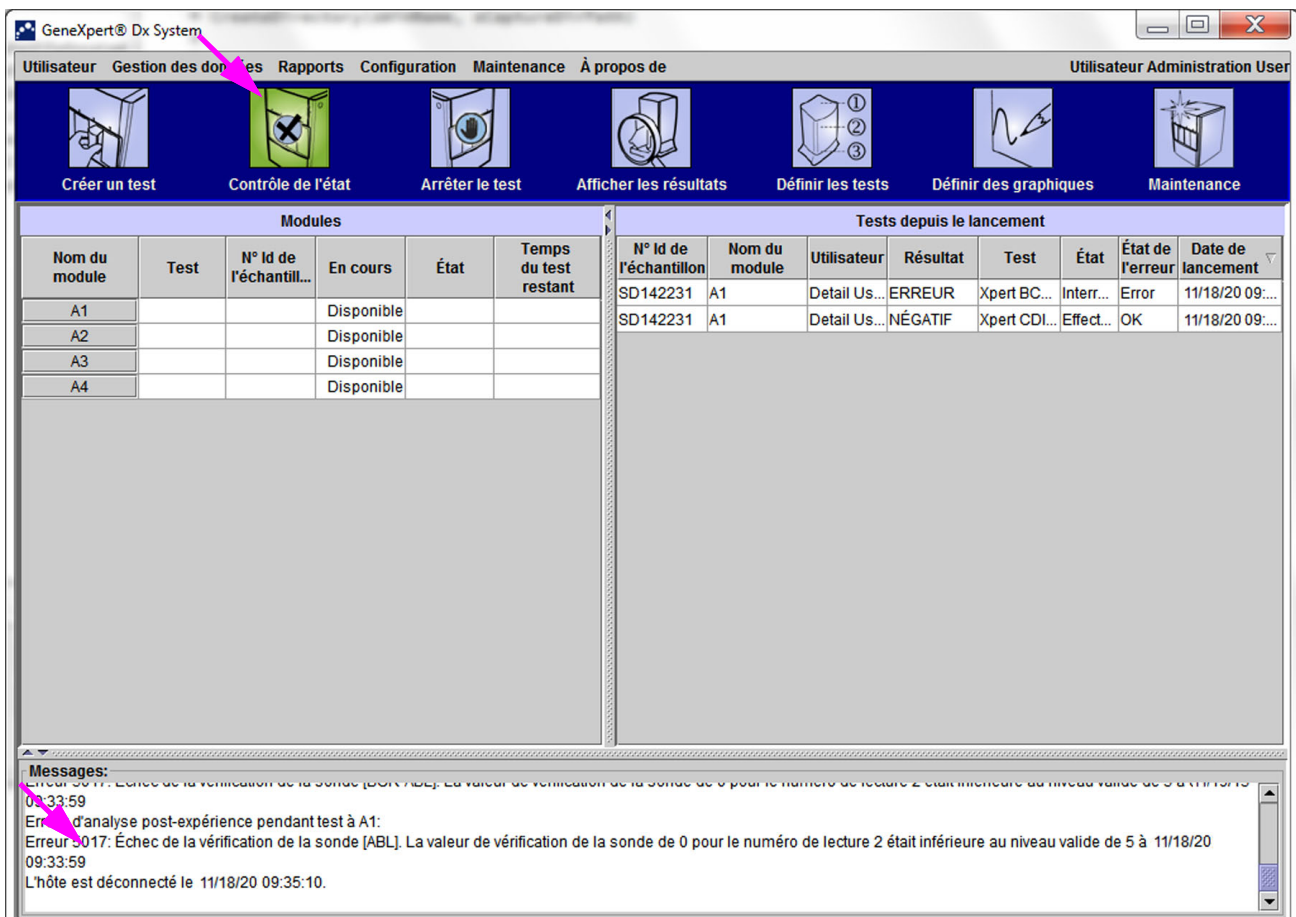 GeneXpert® Dx System
Utilisateur Gestion des données Rapports Configuration Maintenance À propos de Utilisateur Administration User
Créer un test Contrôle de l'état Arrêter le test Afficher les résultats Définir les tests Définir des graphiques Maintenance
Modules
Nom du module Test N° Id de l'échantill... En cours État Temps du test restant
A1 Disponible
A2 Disponible
A3 Disponible
A4 Disponible
Tests depuis le lancement
N° Id de l'échantillon Nom du module Utilisateur Résultat Test État État de l'erreur Date de lancement
SD142231 A1 Detail Us... ERREUR Xpert BC... Interr... Error 11/18/20 09:...
SD142231 A1 Detail Us... NÉGATIF Xpert CDI... Effect... OK 11/18/20 09:...
Messages:
09:33:59
d'analyse post-expérience pendant test à A1:
Erreur 5017: Échec de la vérification de la sonde [ABL]. La valeur de vérification de la sonde de 0 pour le numéro de lecture 2 était inférieure au niveau valide de 5 à 11/18/20
09:33:59
L'hôte est déconnecté le 11/18/20 09:35:10.